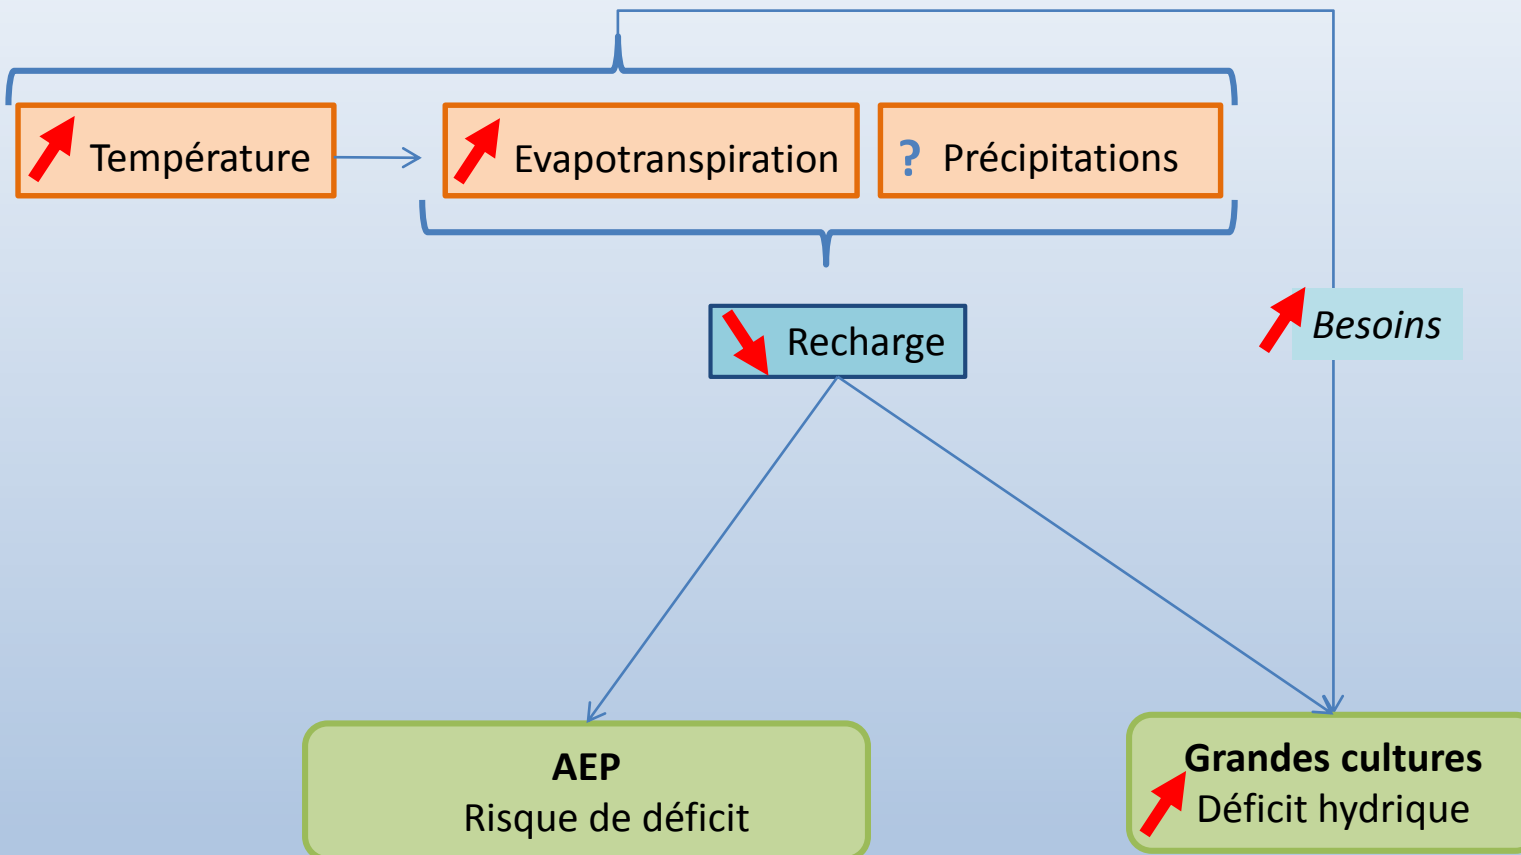 Température
Evapotranspiration
? Précipitations
Recharge
Besoins
AEP
Risque de déficit
Grandes cultures
Déficit hydrique